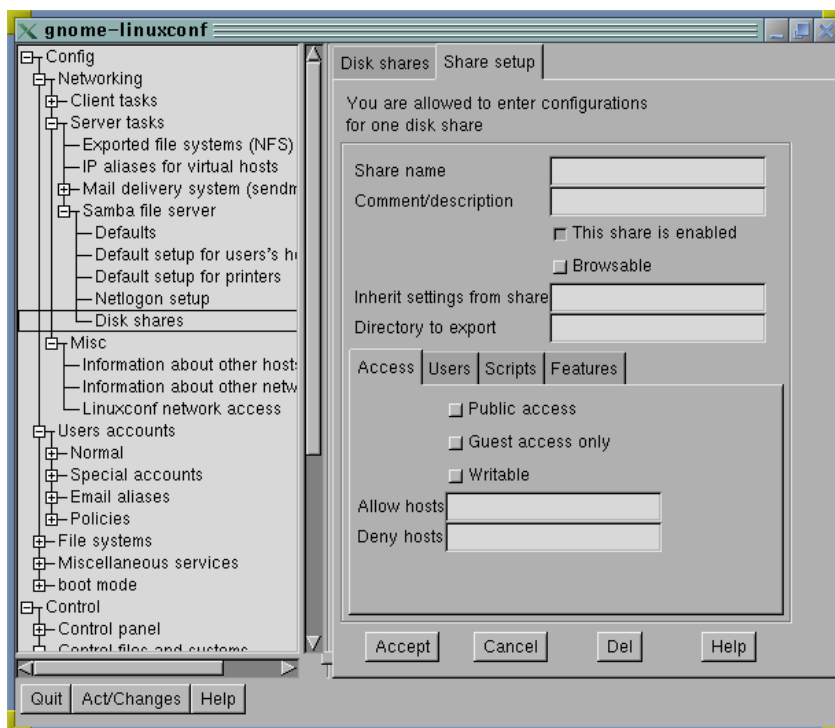 gnome-linuxconf
Config
Networking
Client tasks
Server tasks
Exported file systems (NFS)
IP aliases for virtual hosts
Mail delivery system (sendm
Samba file server
Defaults
Default setup for users's h
Default setup for printers
Netlogon setup
Disk shares
Misc
Information about other host
Information about other netw
Linuxconf network access
Users accounts
Normal
Special accounts
Email aliases
Policies
File systems
Miscellaneous services
boot mode
Control
Control panel
Control files and systems
Quit Act/Changes Help
Disk shares Share setup
You are allowed to enter configurations
for one disk share
Share name
Comment/description
This share is enabled
Browsable
Inherit settings from share
Directory to export
Access Users Scripts Features
Public access
Guest access only
Writable
Allow hosts
Deny hosts
Accept Cancel Del Help